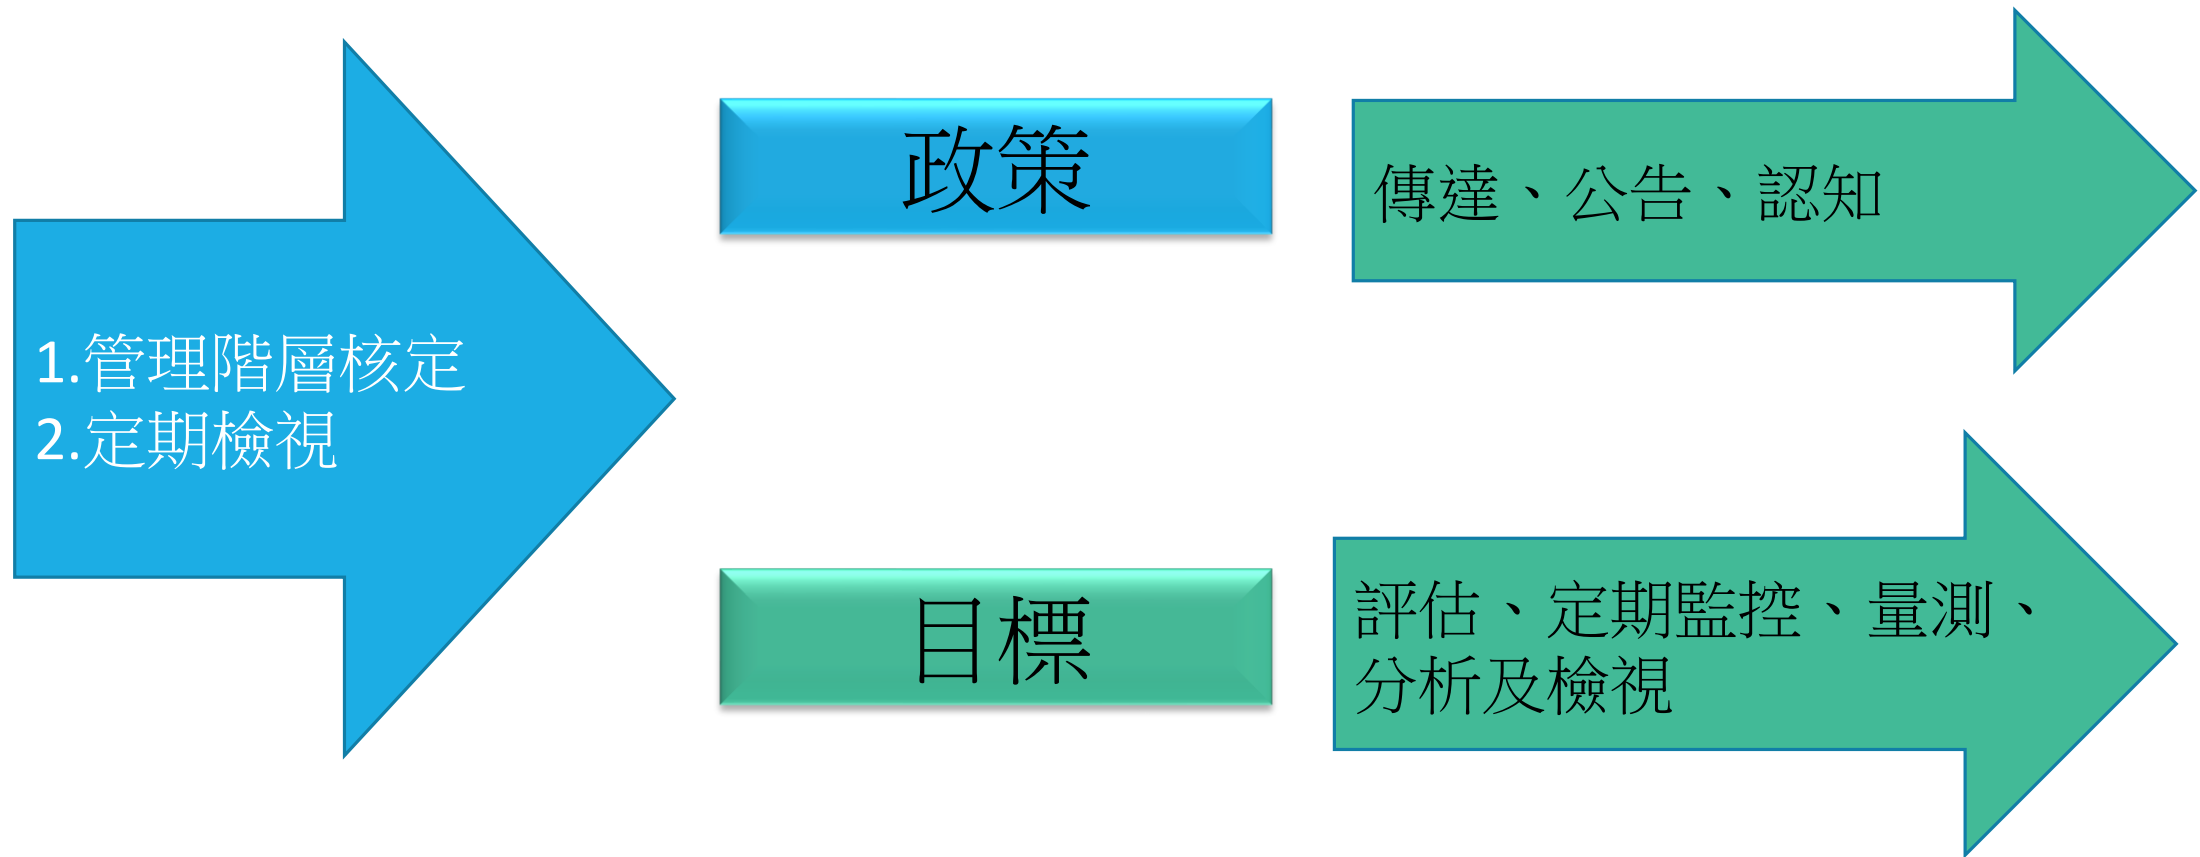 1.管理階層核定
2.定期檢視
政策
傳達、公告、認知
目標
評估、定期監控、量測、
分析及檢視